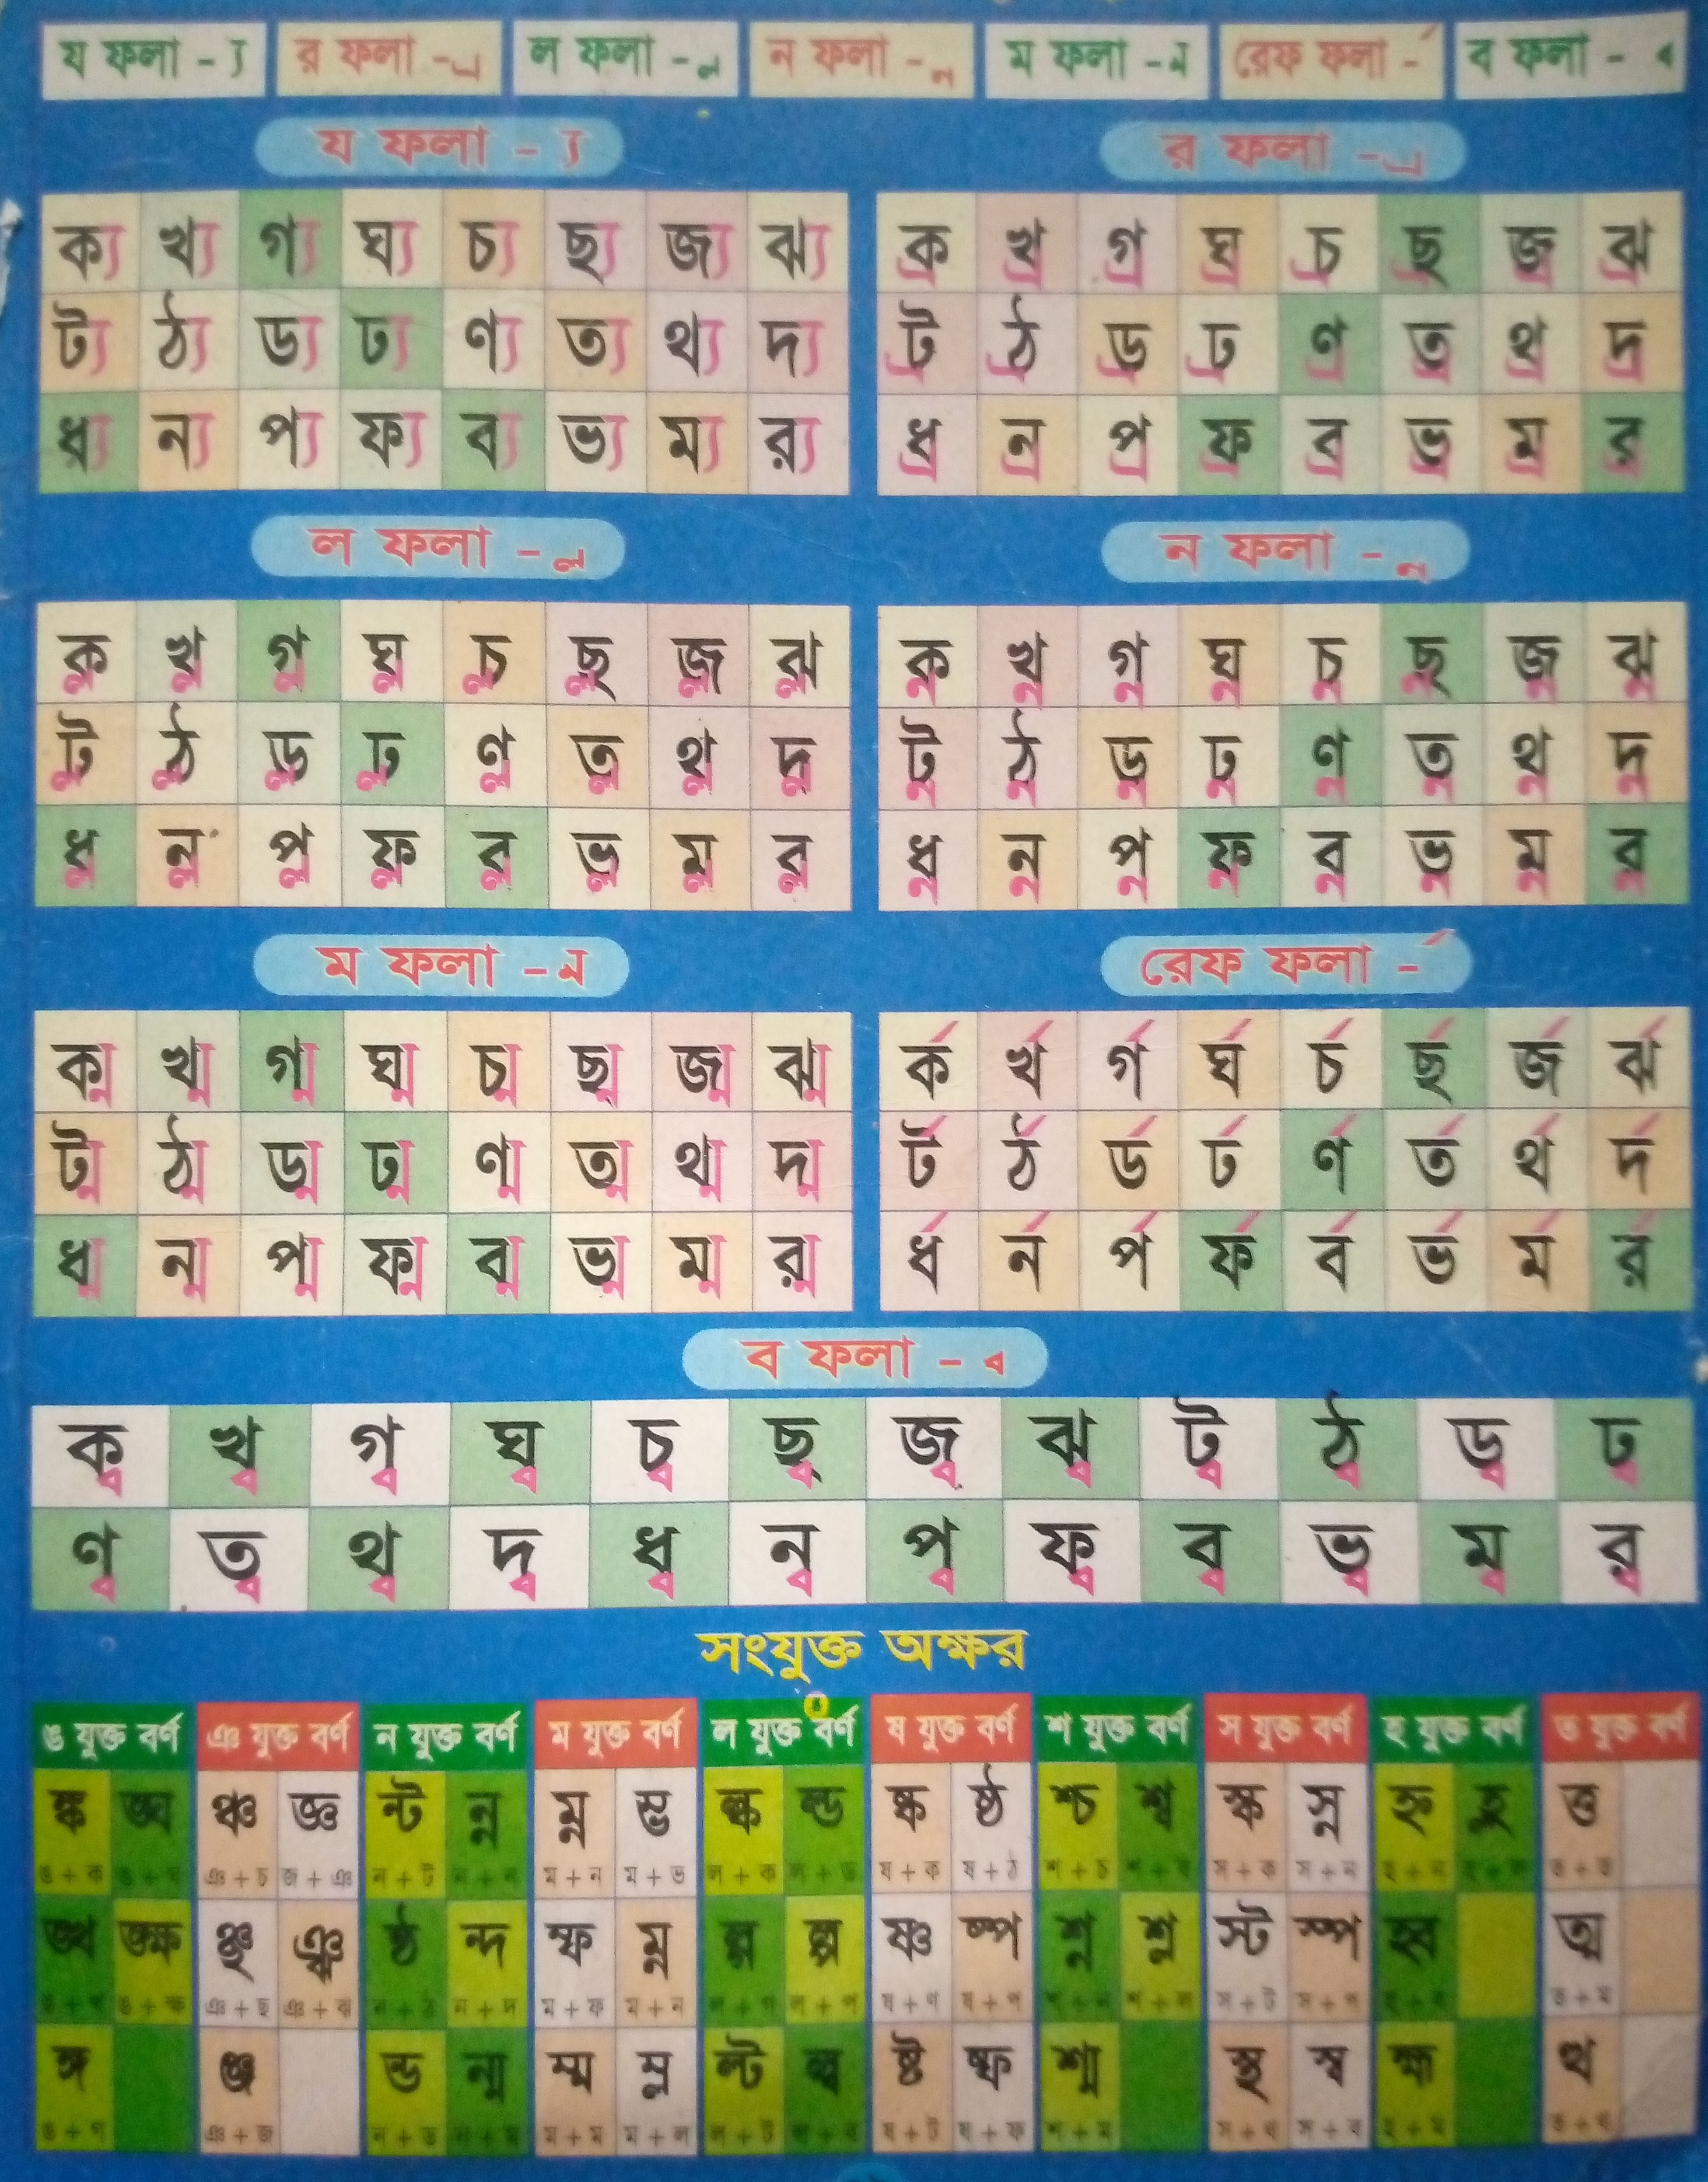 য ফলা - ্য র ফলা - ্র ল ফলা - ্ল ন ফলা - ্ন ম ফলা - ্ম রেফ ফলা - র্ ব ফলা - ্ব
য ফলা - ্য
ক্য খ্য গ্য ঘ্য চ্য ছ্য জ্য ঝ্য
ট্য ঠ্য ড্য ঢ্য ণ্য ত্য থ্য দ্য
ধ্য ন্য প্য ফ্য ব্য ভ্য ম্য র‍্য
র ফলা - ্র
ক্র খ্র গ্র ঘ্র চ্র ছ্র জ্র ঝ্র
ট্র ঠ্র ড্র ঢ্র ণ্র ত্র থ্র দ্র
ধ্র ন্র প্র ফ্র ব্র ভ্র ম্র র্র
ল ফলা - ্ল
ক্ল খ্ল গ্ল ঘ্ল চ্ল ছ্ল জ্ল ঝ্ল
ট্ল ঠ্ল ড্ল ঢ্ল ণ্ল ত্ল থ্ল দ্ল
ধ্ল ন্ল প্ল ফ্ল ব্ল ভ্ল ম্ল র্ল
ন ফলা - ্ন
ক্ন খ্ন গ্ন ঘ্ন চ্ন ছ্ন জ্ন ঝ্ন
ট্ন ঠ্ন ড্ন ঢ্ন ণ্ন ত্ন থ্ন দ্ন
ধ্ন ন্ন প্ন ফ্ন ব্ন ভ্ন ম্ন র্ন
ম ফলা - ্ম
ক্ম খ্ম গ্ম ঘ্ম চ্ম ছ্ম জ্ম ঝ্ম
ট্ম ঠ্ম ড্ম ঢ্ম ণ্ম ত্ম থ্ম দ্ম
ধ্ম ন্ম প্ম ফ্ম ব্ম ভ্ম ম্ম র্ম
রেফ ফলা - র্
র্ক র্খ র্গ র্ঘ র্চ র্ছ র্জ র্ঝ
র্ট র্ঠ র্ড র্ঢ র্ণ র্ত র্থ র্দ
র্ধ র্ন র্প র্ফ র্ব র্ভ র্ম র্র
ব ফলা - ্ব
ক্ব খ্ব গ্ব ঘ্ব চ্ব ছ্ব জ্ব ঝ্ব ট্ব ঠ্ব ড্ব ঢ্ব
ণ্ব ত্ব থ্ব দ্ব ধ্ব ন্ব প্ব ফ্ব ব্ব ভ্ব ম্ব র্ব
সংযুক্ত অক্ষর
ঙ যুক্ত বর্ণ ঞ যুক্ত বর্ণ ন যুক্ত বর্ণ ম যুক্ত বর্ণ ল যুক্ত বর্ণ ষ যুক্ত বর্ণ শ যুক্ত বর্ণ স যুক্ত বর্ণ হ যুক্ত বর্ণ ত যুক্ত বর্ণ
ঙ্ক ঙ্ঘ ঞ্চ জ্ঞ ন্ট ন্ন ম্ন ম্ভ ল্ক ল্ড ষ্ক ষ্ঠ শ্চ শ্ব স্ক স্ন হ্ন ত্ত
ঙ + ক ঞ + চ জ + ঞ ন + ট ম + ন ম + ভ ল + ক ষ + ক ষ + ঠ শ + চ স + ক স + ন ত + ত
ঙ্খ ঙ্ক্ষ ঞ্ছ ঞ্ঝ ন্ঠ ন্দ ম্ফ ল্প ষ্ণ ষ্প শ্ন শ্ল স্ট স্প হ্ব ত্ম
ঙ + ক্ষ ঞ + ছ ঞ + ঝ ন + দ ম + ফ ম + ন ল + প ষ + ণ ষ + প শ + ল স + ট স + প ত + ম
ঙ্গ ঞ্জ ন্ড ন্ম ম্ম ম্ল ল্ট ল্ব ষ্ট ষ্ফ শ্ম স্থ স্ব হ্ম ত্থ
ঙ + গ ঞ + জ ন + ড ম + ম ম + ল ল + ট ষ + ট ষ + ফ শ + ম স + থ স + ব হ + ম ত + থ